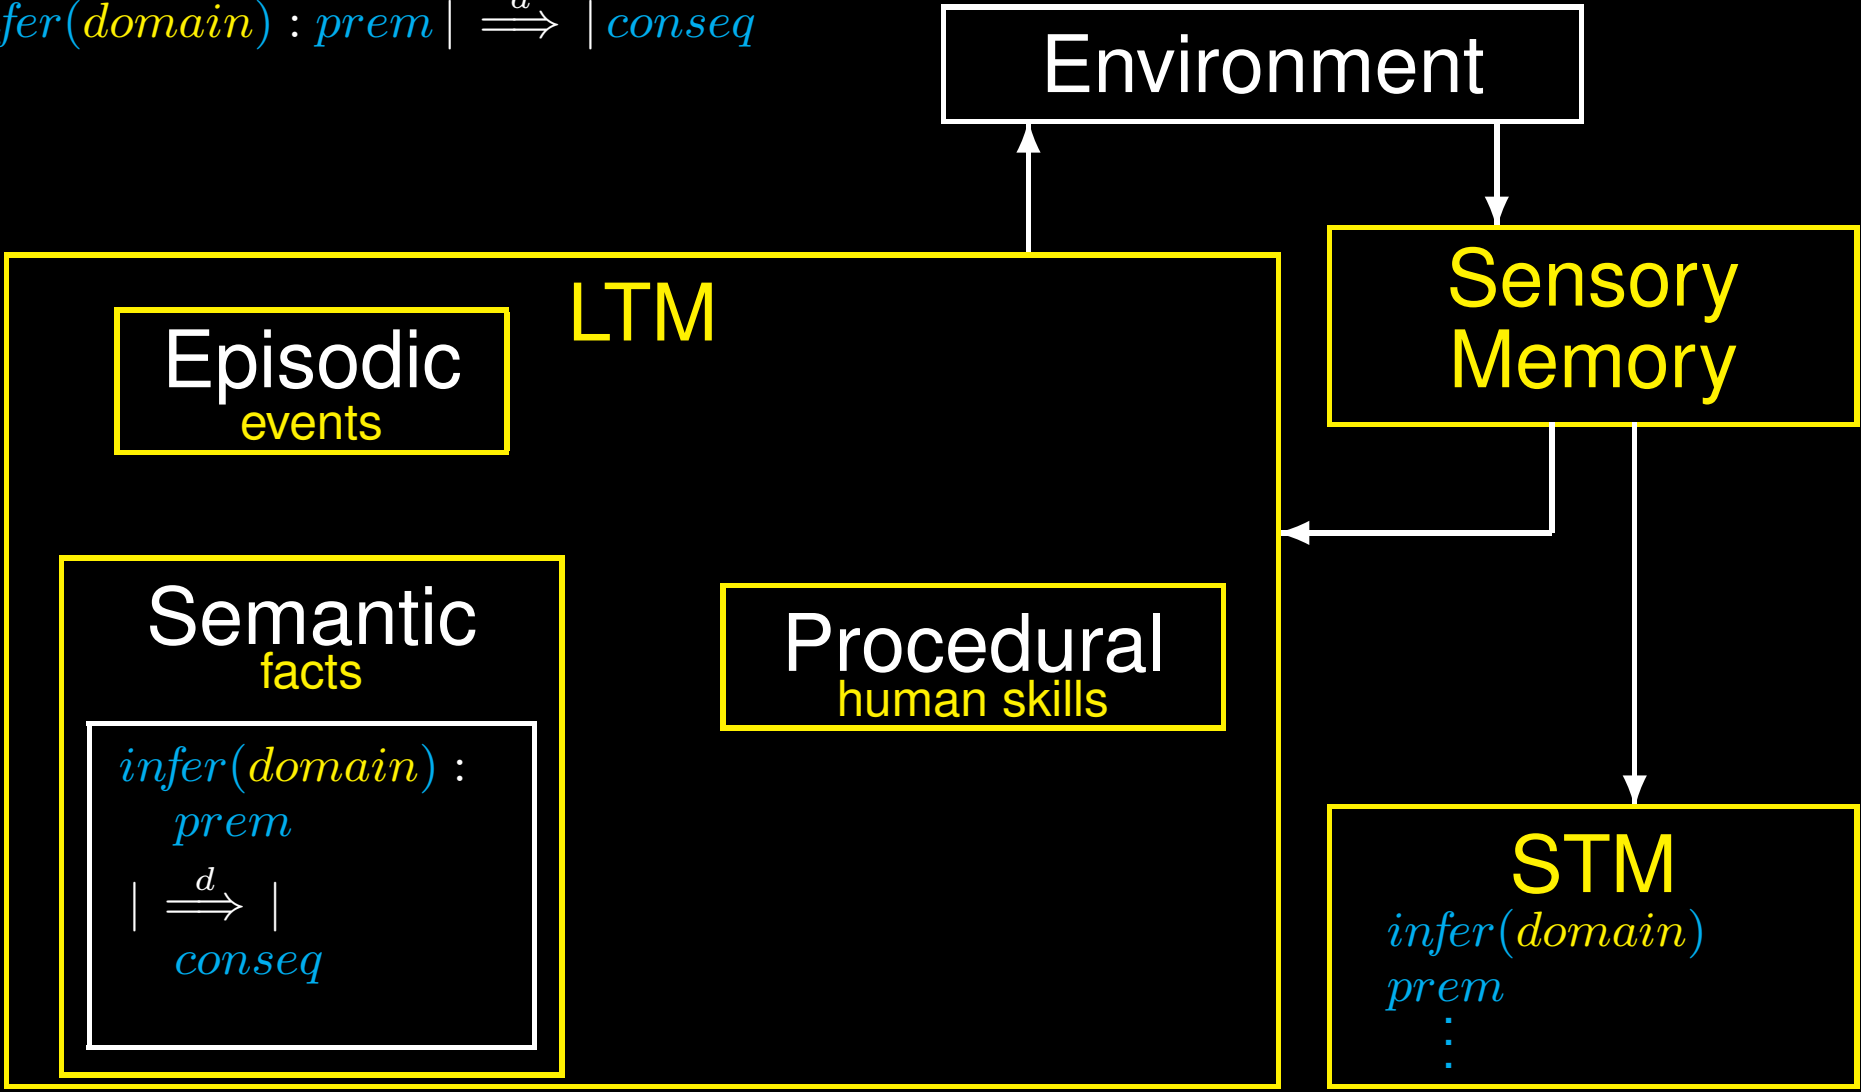 fer(domain) : prem | ⟹ | conseq
Environment
LTM
Episodic
events
Semantic
facts
infer(domain) :
prem
d
| ⟹ |
conseq
Procedural
human skills
Sensory
Memory
STM
infer(domain)
prem
⋮